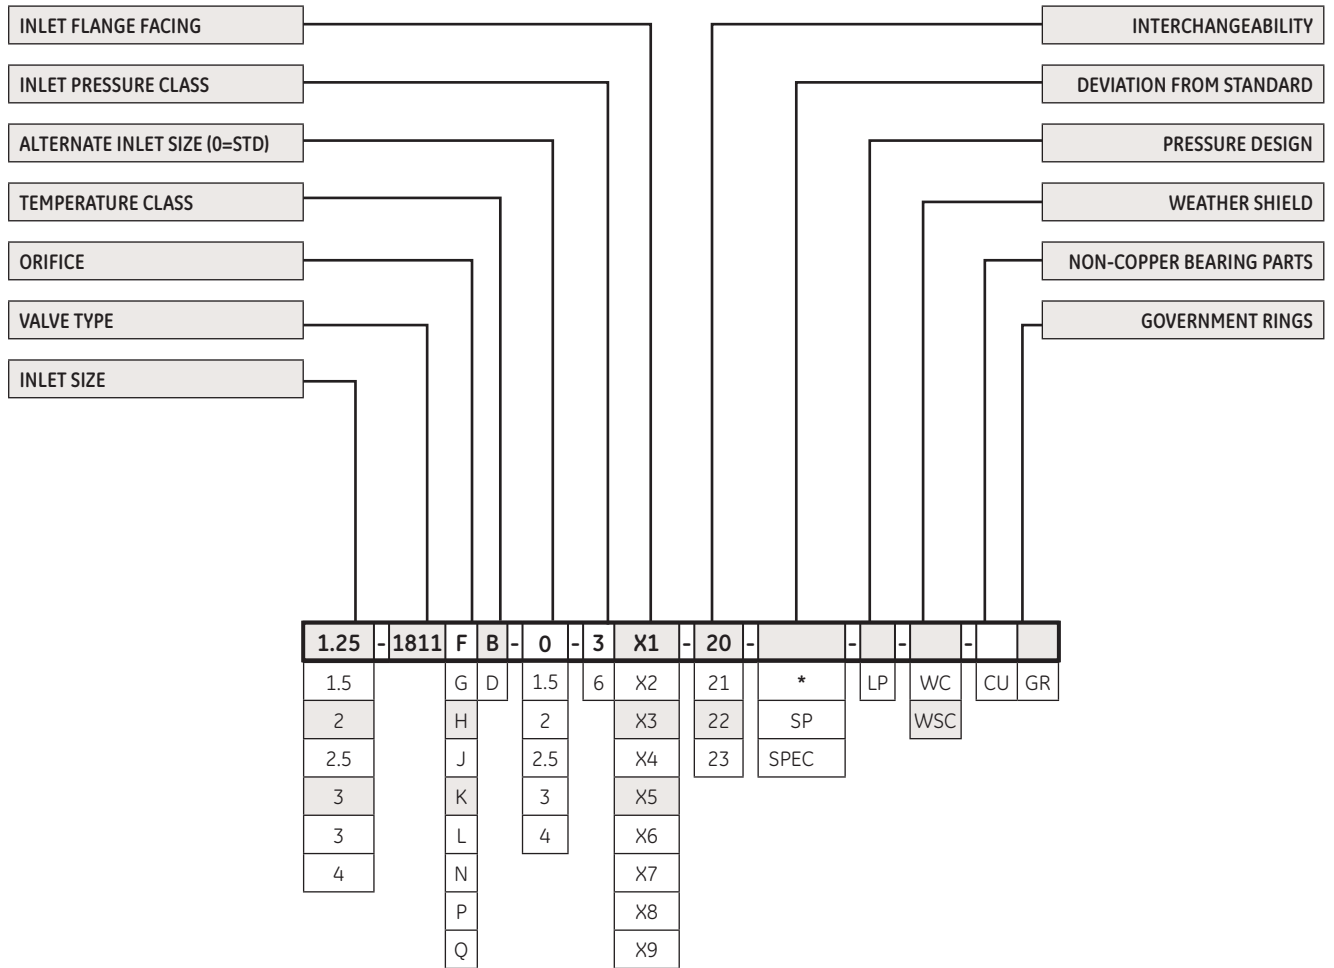 INLET FLANGE FACING
INTERCHANGEABILITY
INLET PRESSURE CLASS
DEVIATION FROM STANDARD
ALTERNATE INLET SIZE (0=STD)
PRESSURE DESIGN
TEMPERATURE CLASS
WEATHER SHIELD
ORIFICE
NON-COPPER BEARING PARTS
VALVE TYPE
GOVERNMENT RINGS
INLET SIZE
1.25 - 1811 F B - 0 - 3 X1 - 20 - - - -
1.5 G D 1.5 6 X2 21 * LP WC CU GR
2 H 2 X3 22 SP WSC
2.5 J 2.5 X4 23 SPEC
3 K 3 X5
3 L 4 X6
4 N X7
P X8
Q X9